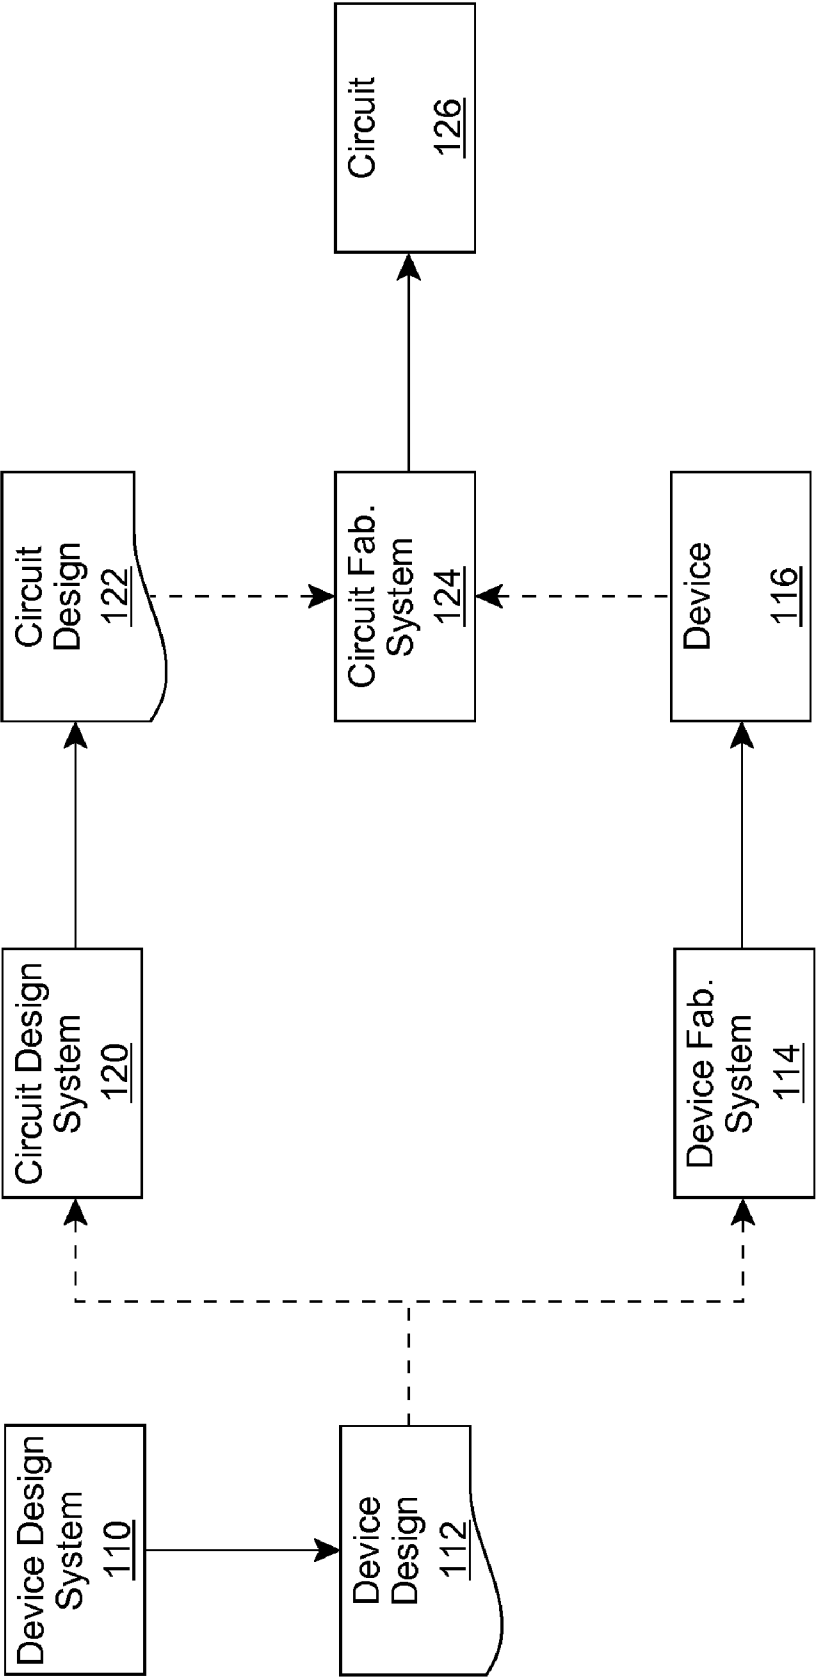 Device Design
System
110
Device
Design
112
Circuit Design
System
120
Device Fab.
System
114
Circuit
Design
122
Circuit Fab.
System
124
Device
116
Circuit
126